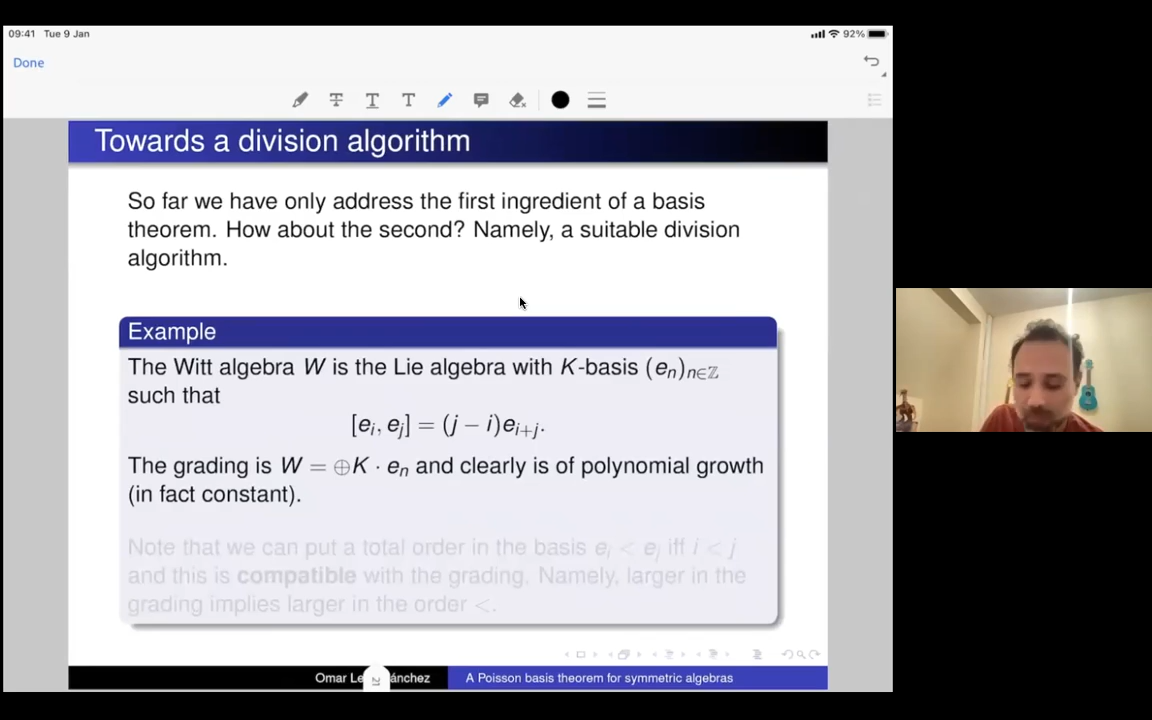 09:41 Tue 9 Jan
92%
Done
Towards a division algorithm
So far we have only address the first ingredient of a basis
theorem. How about the second? Namely, a suitable division
algorithm.
Example
The Witt algebra W is the Lie algebra with K-basis (eₙ)ₙ∈ℤ
such that
[eᵢ, eⱼ] = (j − i)eᵢ₊ⱼ.
The grading is W = ⊕K · eₙ and clearly is of polynomial growth
(in fact constant).
Note that we can put a total order in the basis eᵢ < eⱼ iff i < j
and this is compatible with the grading. Namely, larger in the
grading implies larger in the order <.
Omar
A Poisson basis theorem for symmetric algebras